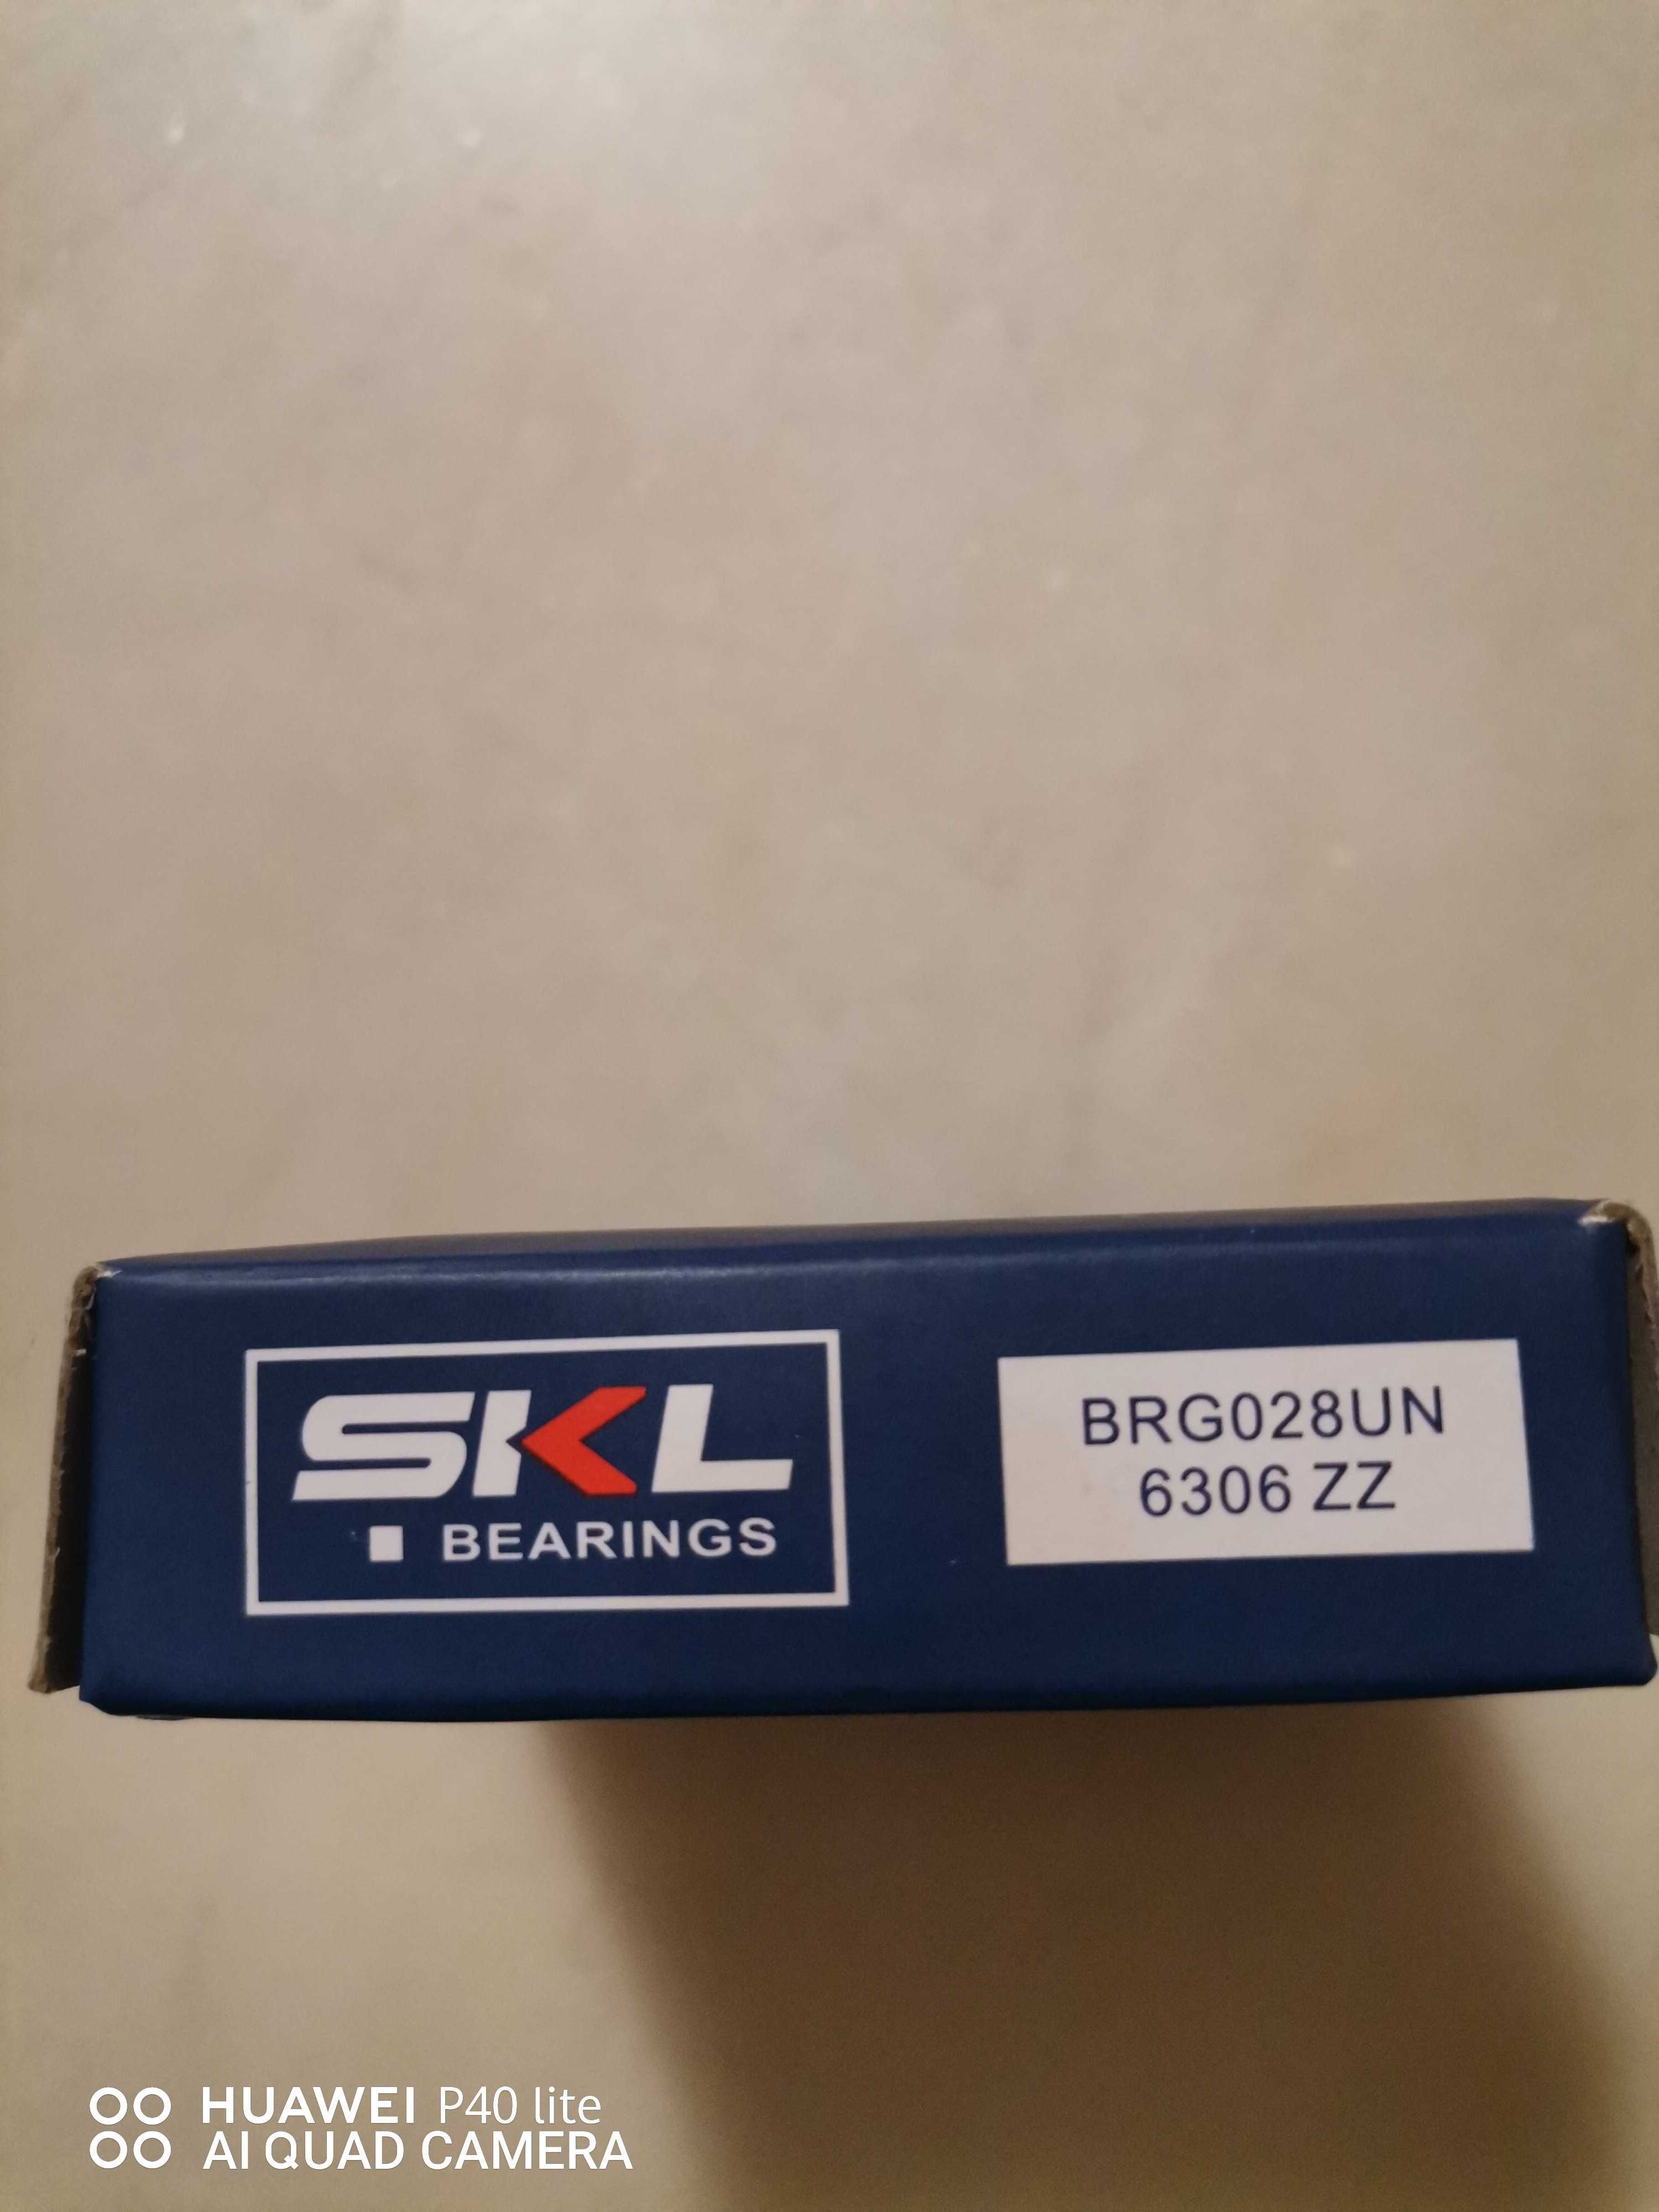 SKL
BEARINGS
BRG028UN
6306 ZZ
HUAWEI P40 lite
AI QUAD CAMERA